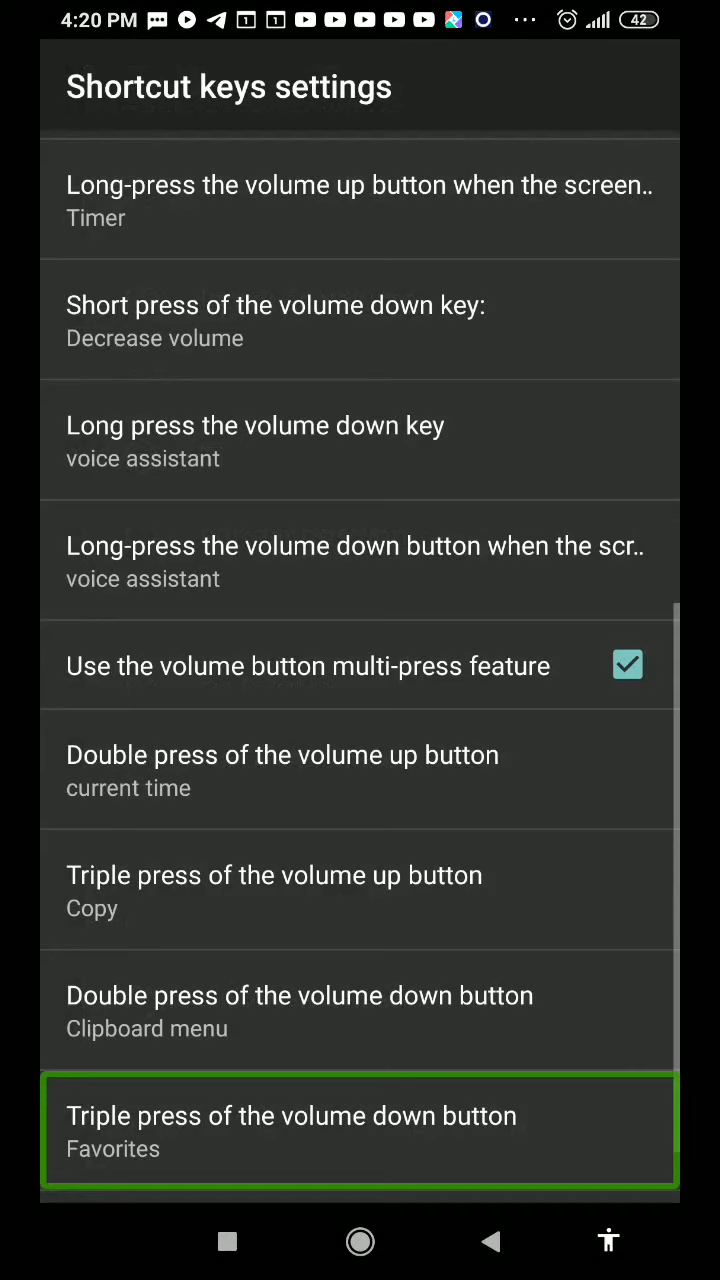 4:20 PM 1 1 ... 42
Shortcut keys settings
Long-press the volume up button when the screen..
Timer
Short press of the volume down key:
Decrease volume
Long press the volume down key
voice assistant
Long-press the volume down button when the scr..
voice assistant
Use the volume button multi-press feature
Double press of the volume up button
current time
Triple press of the volume up button
Copy
Double press of the volume down button
Clipboard menu
Triple press of the volume down button
Favorites